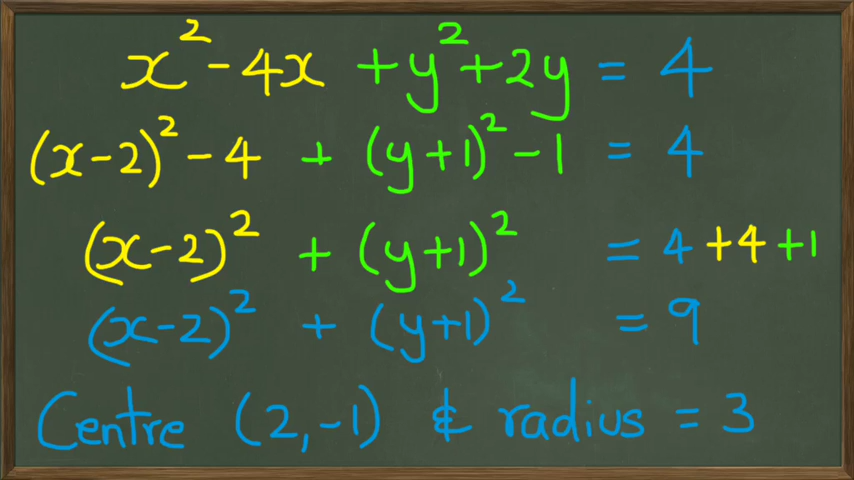 x² - 4x + y² + 2y = 4
(x - 2)² - 4 + (y + 1)² - 1 = 4
(x - 2)² + (y + 1)² = 4 + 4 + 1
(x - 2)² + (y + 1)² = 9
Centre (2, -1) & radius = 3